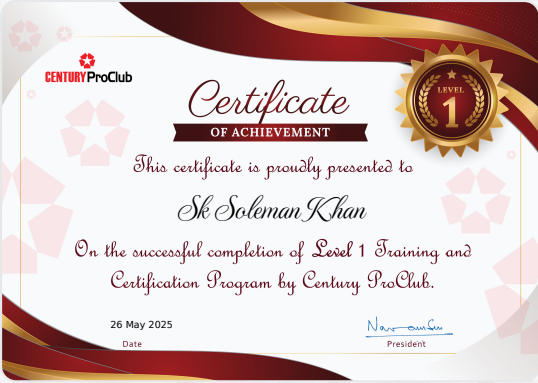 CENTURY ProClub
LEVEL
1
Certificate
OF ACHIEVEMENT
This certificate is proudly presented to
Sk Soleman Khan
On the successful completion of Level 1 Training and
Certification Program by Century ProClub.
26 May 2025
Date
President